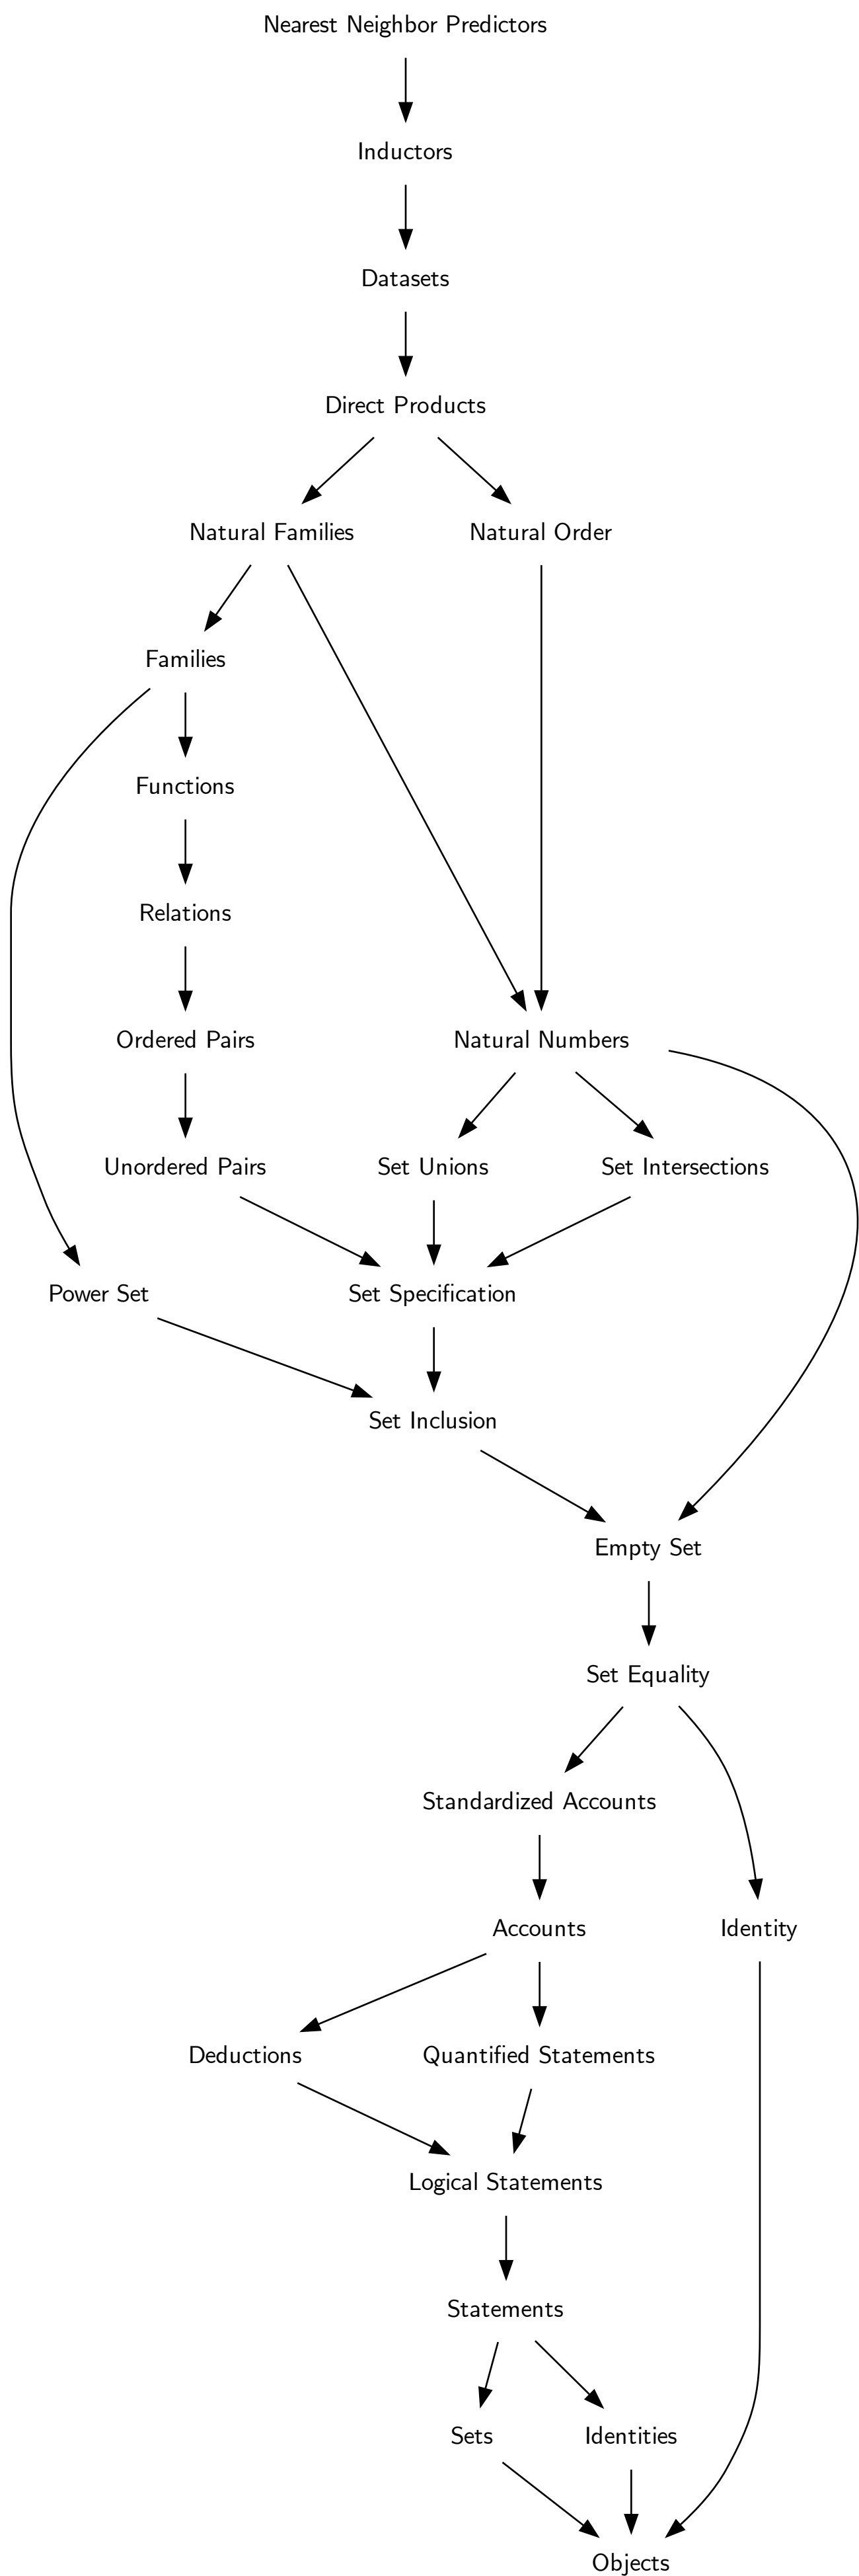 Nearest Neighbor Predictors
Inductors
Datasets
Direct Products
Natural Families
Natural Order
Families
Functions
Relations
Ordered Pairs
Natural Numbers
Unordered Pairs
Set Unions
Set Intersections
Power Set
Set Specification
Set Inclusion
Empty Set
Set Equality
Standardized Accounts
Accounts
Identity
Deductions
Quantified Statements
Logical Statements
Statements
Sets
Identities
Objects